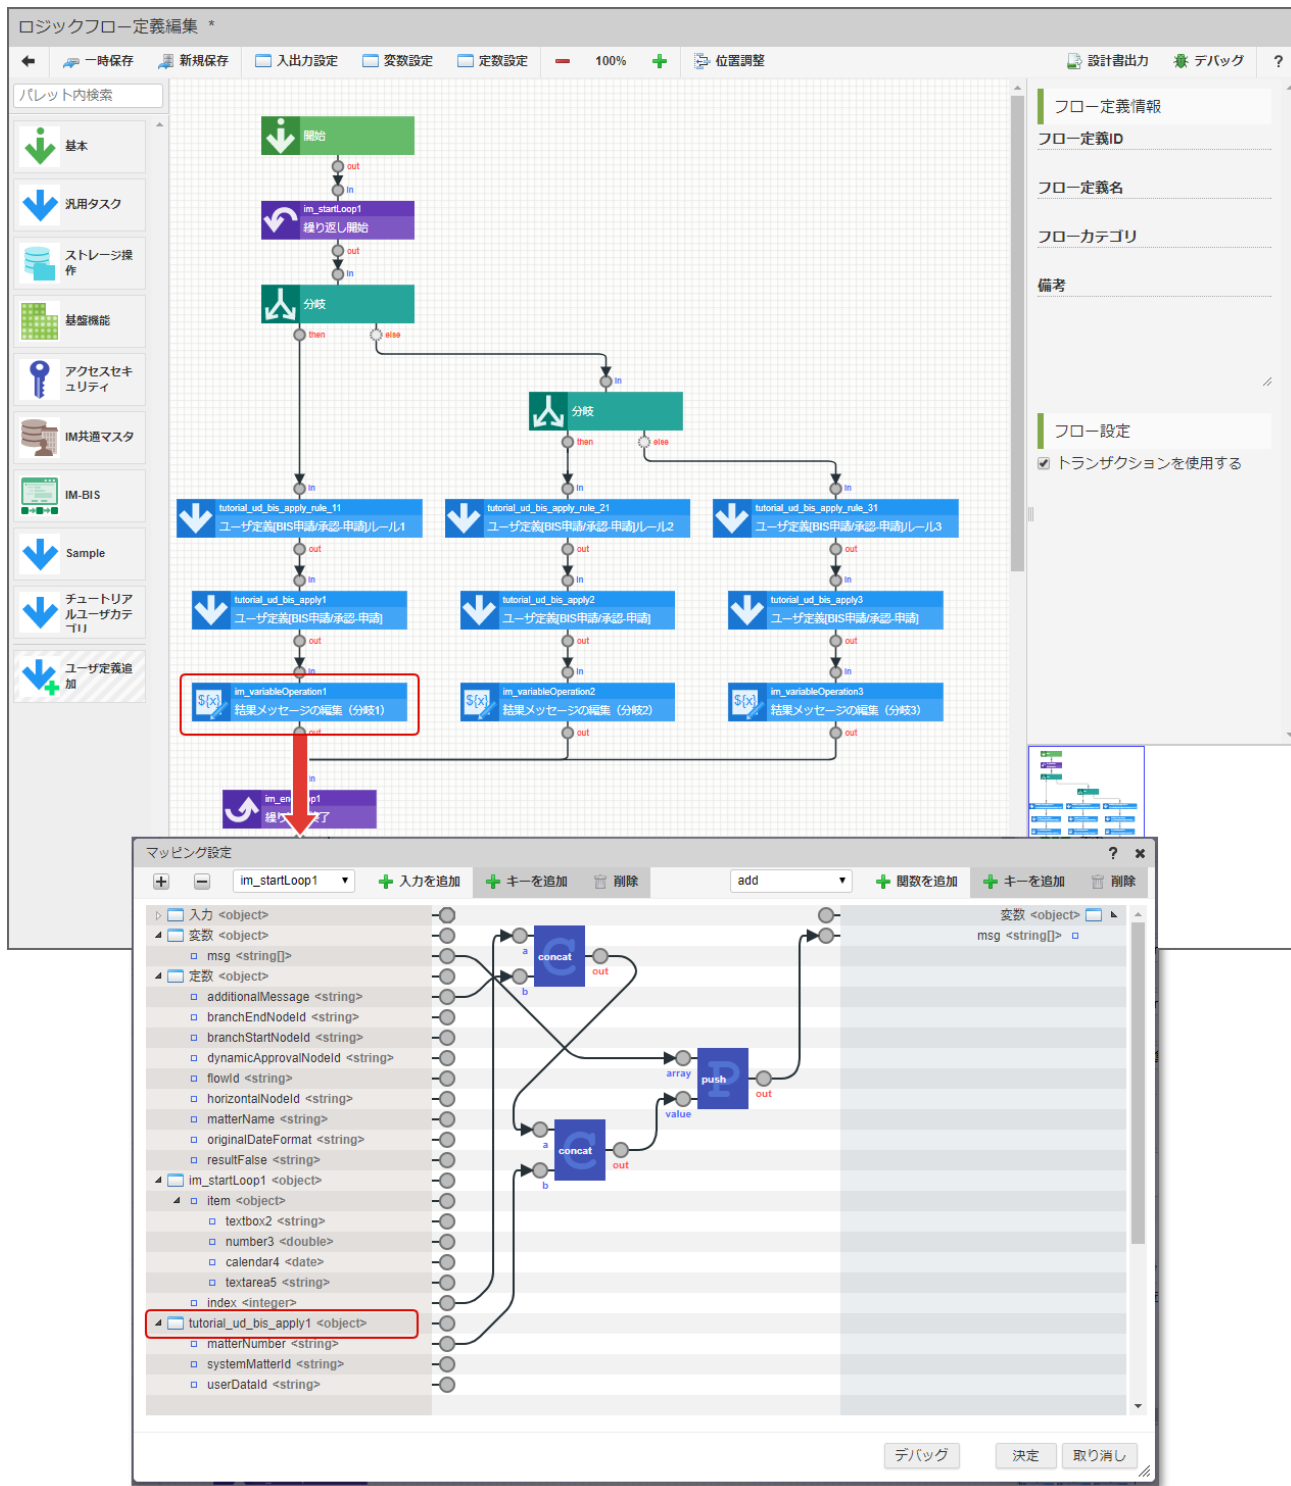 ロジックフロー定義編集 *
一時保存 新規保存 入出力設定 変数設定 定数設定 100% 位置調整 設計書出力 デバッグ ?
パレット内検索
基本
汎用タスク
ストレージ操
作
基盤機能
アクセスセキ
ュリティ
IM共通マスタ
IM-BIS
Sample
チュートリア
ルユーザカテ
ゴリ
ユーザ定義追
加
開始
out
in
im_startLoop1
繰り返し開始
out
in
分岐
then else
in
分岐
then else
in in in
tutorial_ud_bis_apply_rule_11 tutorial_ud_bis_apply_rule_21 tutorial_ud_bis_apply_rule_31
ユーザ定義[BIS申請/承認-申請]ルール1 ユーザ定義[BIS申請/承認-申請]ルール2 ユーザ定義[BIS申請/承認-申請]ルール3
out out out
in in in
tutorial_ud_bis_apply1 tutorial_ud_bis_apply2 tutorial_ud_bis_apply3
ユーザ定義[BIS申請/承認-申請] ユーザ定義[BIS申請/承認-申請] ユーザ定義[BIS申請/承認-申請]
out out out
in in in
im_variableOperation1 im_variableOperation2 im_variableOperation3
${x} 結果メッセージの編集（分岐1） ${x} 結果メッセージの編集（分岐2） ${x} 結果メッセージの編集（分岐3）
out out out
in
フロー定義情報
フロー定義ID
フロー定義名
フローカテゴリ
備考
フロー設定
トランザクションを使用する
マッピング設定 ?
im_startLoop1 入力を追加 キーを追加 削除 add 関数を追加 キーを追加 削除
入力 <object>
変数 <object>
msg <string[]>
定数 <object>
additionalMessage <string>
branchEndNodeId <string>
branchStartNodeId <string>
dynamicApprovalNodeId <string>
flowId <string>
horizontalNodeId <string>
matterName <string>
originalDateFormat <string>
resultFalse <string>
im_startLoop1 <object>
item <object>
textbox2 <string>
number3 <double>
calendar4 <date>
textarea5 <string>
index <integer>
tutorial_ud_bis_apply1 <object>
matterNumber <string>
systemMatterId <string>
userDataId <string>
a
concat
out
b
array
push
out
value
a
concat
out
b
変数 <object>
msg <string[]>
デバッグ 決定 取り消し